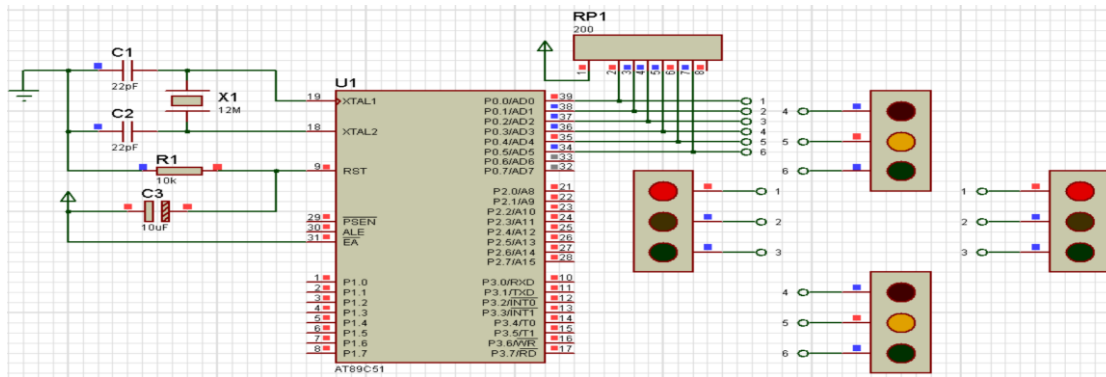 RP1
200
1 2 3 4 5 6 7 8
C1
22pF
X1
12M
C2
22pF
R1
10k
C3
10uF
U1
19 XTAL1
18 XTAL2
9 RST
29 PSEN
30 ALE
31 EA
1 P1.0
2 P1.1
3 P1.2
4 P1.3
5 P1.4
6 P1.5
7 P1.6
8 P1.7
P0.0/AD0 39
P0.1/AD1 38
P0.2/AD2 37
P0.3/AD3 36
P0.4/AD4 35
P0.5/AD5 34
P0.6/AD6 33
P0.7/AD7 32
P2.0/A8 21
P2.1/A9 22
P2.2/A10 23
P2.3/A11 24
P2.4/A12 25
P2.5/A13 26
P2.6/A14 27
P2.7/A15 28
P3.0/RXD 10
P3.1/TXD 11
P3.2/INT0 12
P3.3/INT1 13
P3.4/T0 14
P3.5/T1 15
P3.6/WR 16
P3.7/RD 17
AT89C51
1
2
3
4
5
6
4
5
6
1
2
3
1
2
3
4
5
6